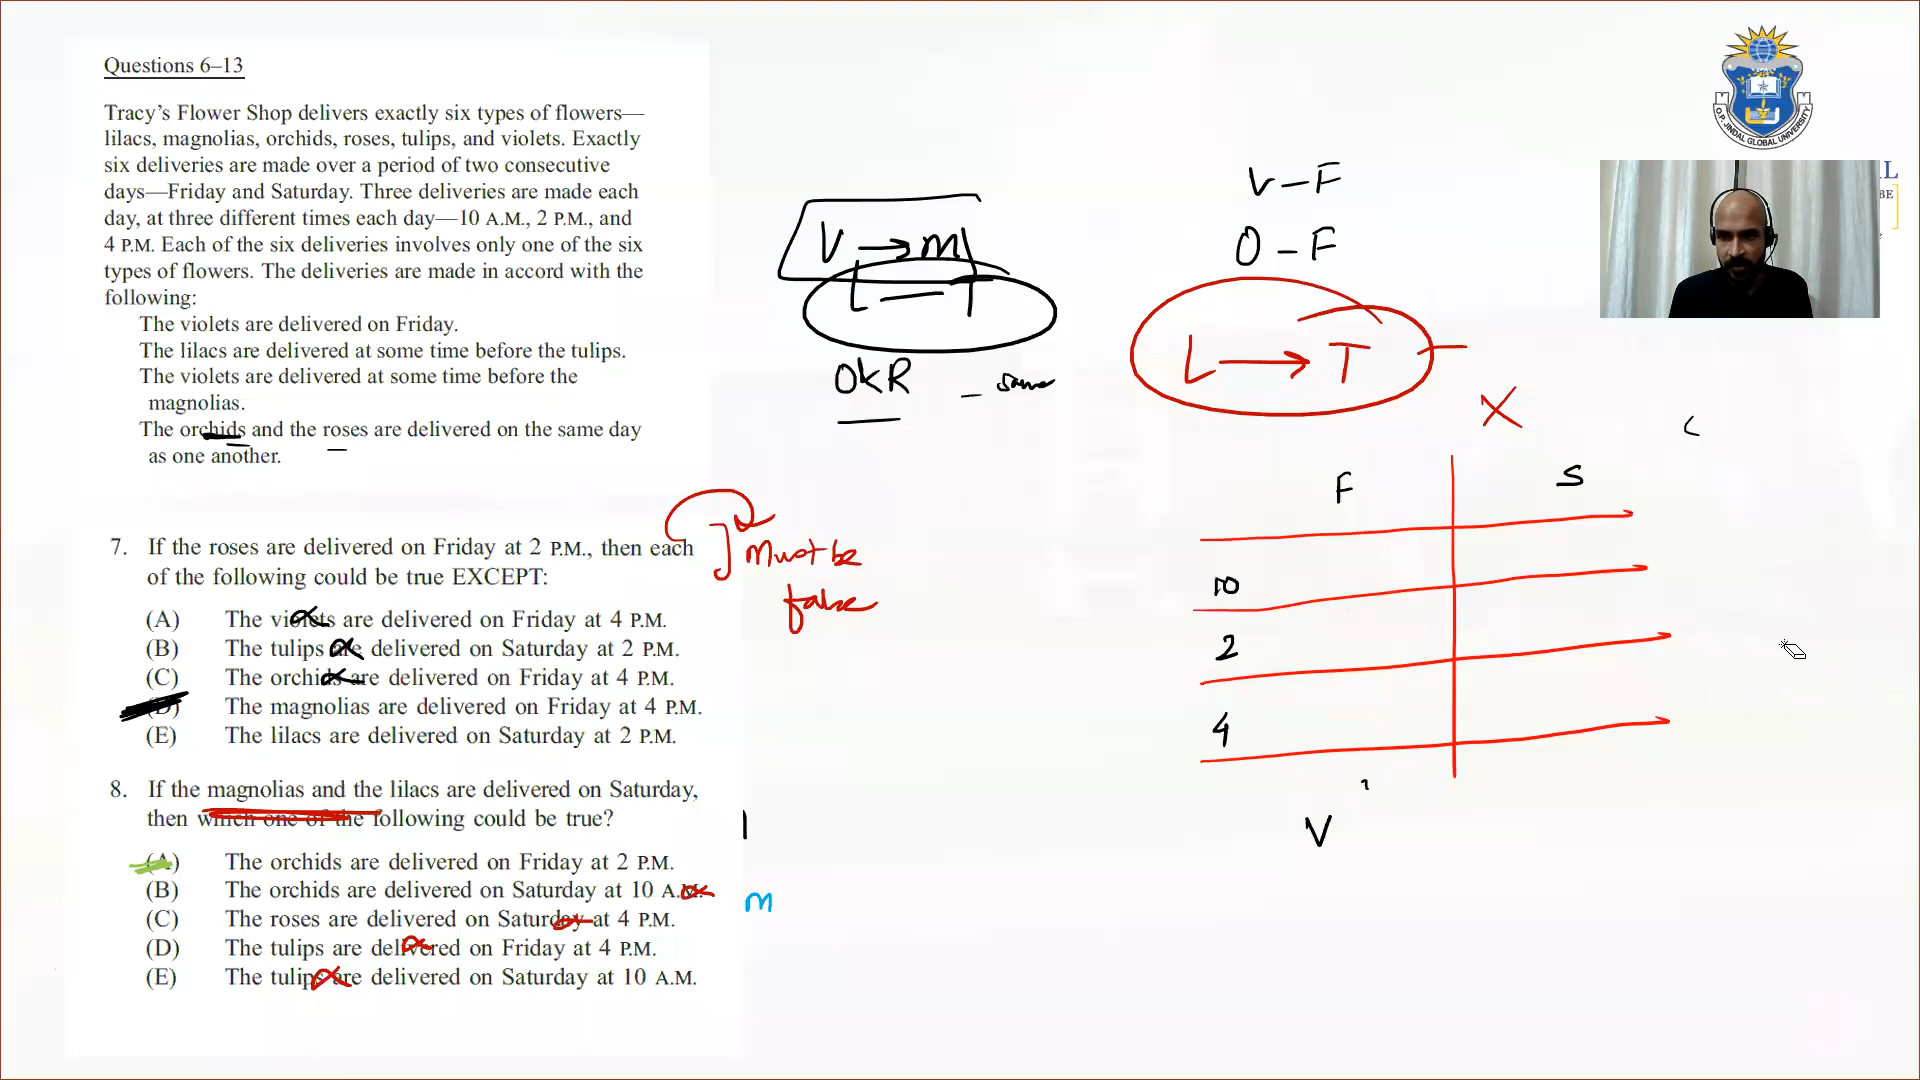 Questions 6–13
Tracy’s Flower Shop delivers exactly six types of flowers—
lilacs, magnolias, orchids, roses, tulips, and violets. Exactly
six deliveries are made over a period of two consecutive
days—Friday and Saturday. Three deliveries are made each
day, at three different times each day—10 A.M., 2 P.M., and
4 P.M. Each of the six deliveries involves only one of the six
types of flowers. The deliveries are made in accord with the
following:
The violets are delivered on Friday.
The lilacs are delivered at some time before the tulips.
The violets are delivered at some time before the
magnolias.
The orchids and the roses are delivered on the same day
as one another.
7. If the roses are delivered on Friday at 2 P.M., then each
of the following could be true EXCEPT:
(A) The violets are delivered on Friday at 4 P.M.
(B) The tulips are delivered on Saturday at 2 P.M.
(C) The orchids are delivered on Friday at 4 P.M.
(D) The magnolias are delivered on Friday at 4 P.M.
(E) The lilacs are delivered on Saturday at 2 P.M.
8. If the magnolias and the lilacs are delivered on Saturday,
then which one of the following could be true?
(A) The orchids are delivered on Friday at 2 P.M.
(B) The orchids are delivered on Saturday at 10 A.M.
(C) The roses are delivered on Saturday at 4 P.M.
(D) The tulips are delivered on Friday at 4 P.M.
(E) The tulips are delivered on Saturday at 10 A.M.
V → M
L — T
O&R – same
Must be
false
m
V – F
O – F
L → T
X
F S
10
2
4
V
O.P. JINDAL GLOBAL UNIVERSITY
L
BE